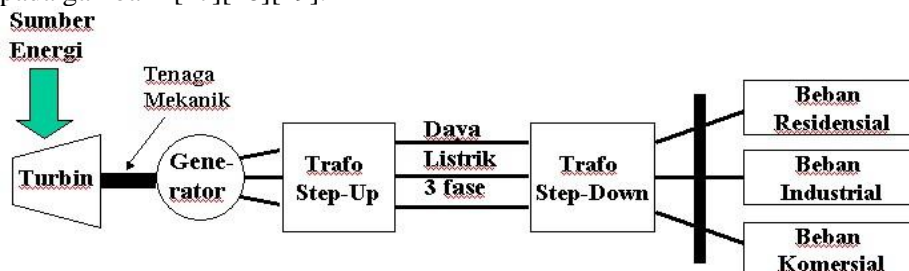 Sumber
Energi
Tenaga
Mekanik
Turbin
Gene-
rator
Trafo
Step-Up
Daya
Listrik
3 fase
Trafo
Step-Down
Beban
Residensial
Beban
Industrial
Beban
Komersial